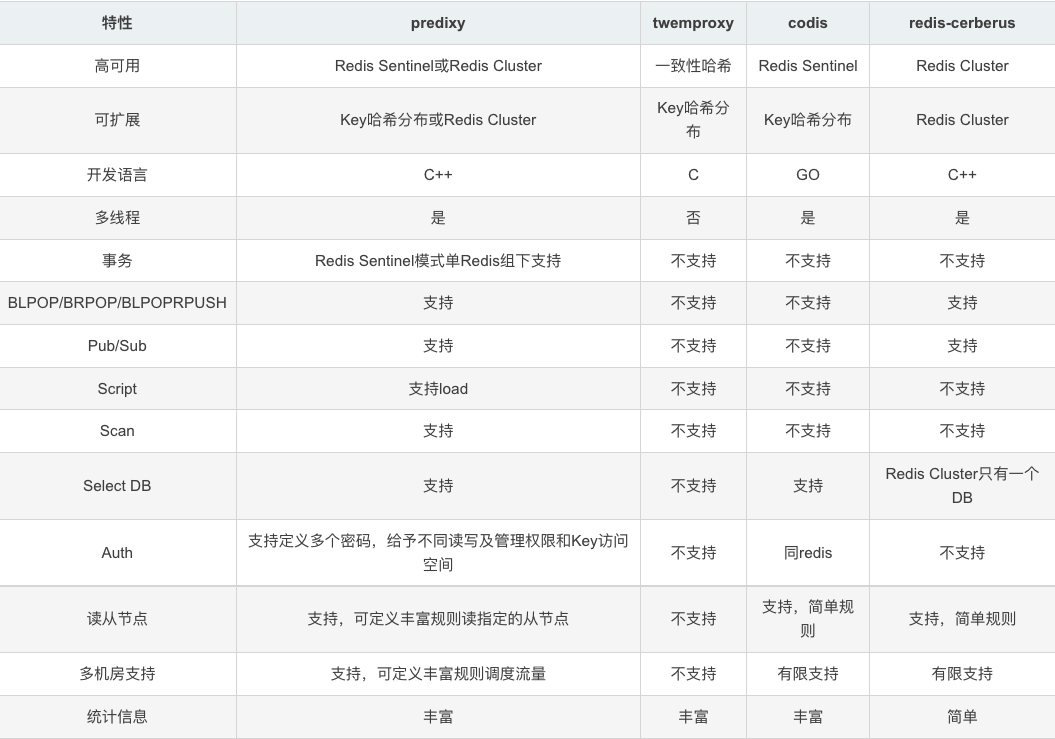 特性 predixy twemproxy codis redis-cerberus
高可用 Redis Sentinel或Redis Cluster 一致性哈希 Redis Sentinel Redis Cluster
可扩展 Key哈希分布或Redis Cluster Key哈希分
布 Key哈希分布 Redis Cluster
开发语言 C++ C GO C++
多线程 是 否 是 是
事务 Redis Sentinel模式单Redis组下支持 不支持 不支持 不支持
BLPOP/BRPOP/BLPOPRPUSH 支持 不支持 不支持 支持
Pub/Sub 支持 不支持 不支持 支持
Script 支持load 不支持 不支持 不支持
Scan 支持 不支持 不支持 不支持
Select DB 支持 不支持 支持 Redis Cluster只有一个
DB
Auth 支持定义多个密码，给予不同读写及管理权限和Key访问
空间 不支持 同redis 不支持
读从节点 支持，可定义丰富规则读指定的从节点 不支持 支持，简单规
则 支持，简单规则
多机房支持 支持，可定义丰富规则调度流量 不支持 有限支持 有限支持
统计信息 丰富 丰富 丰富 简单